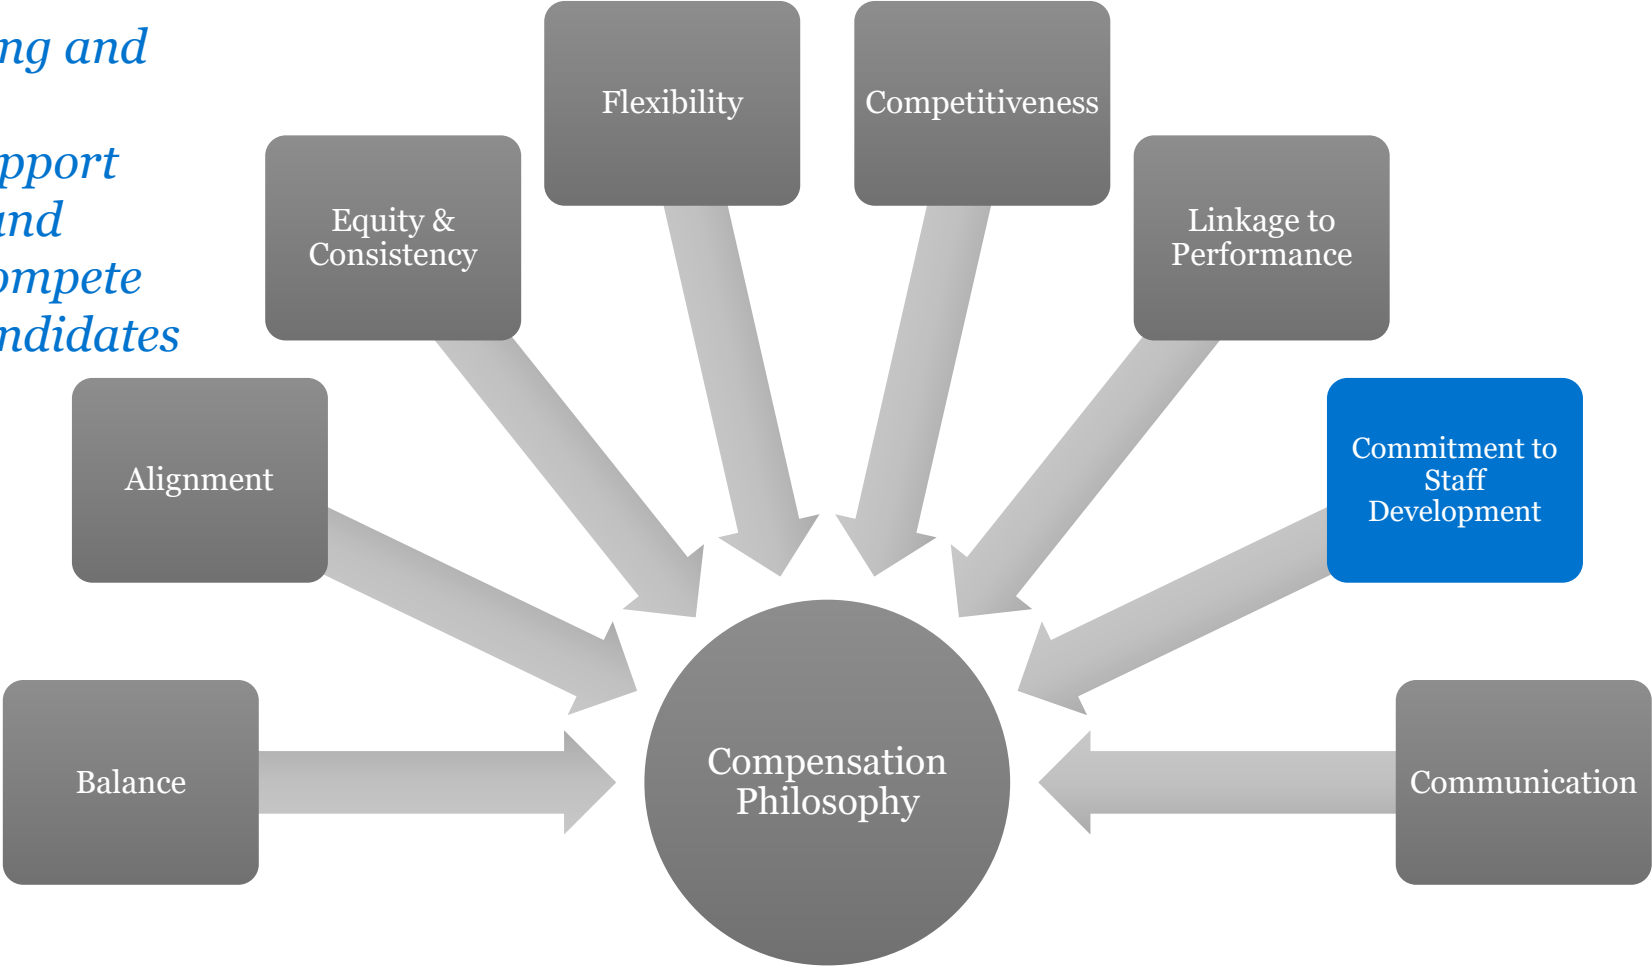 ng and
pport
and
ompete
ndidates
Flexibility
Competitiveness
Equity &
Consistency
Linkage to
Performance
Alignment
Commitment to
Staff
Development
Balance
Compensation
Philosophy
Communication